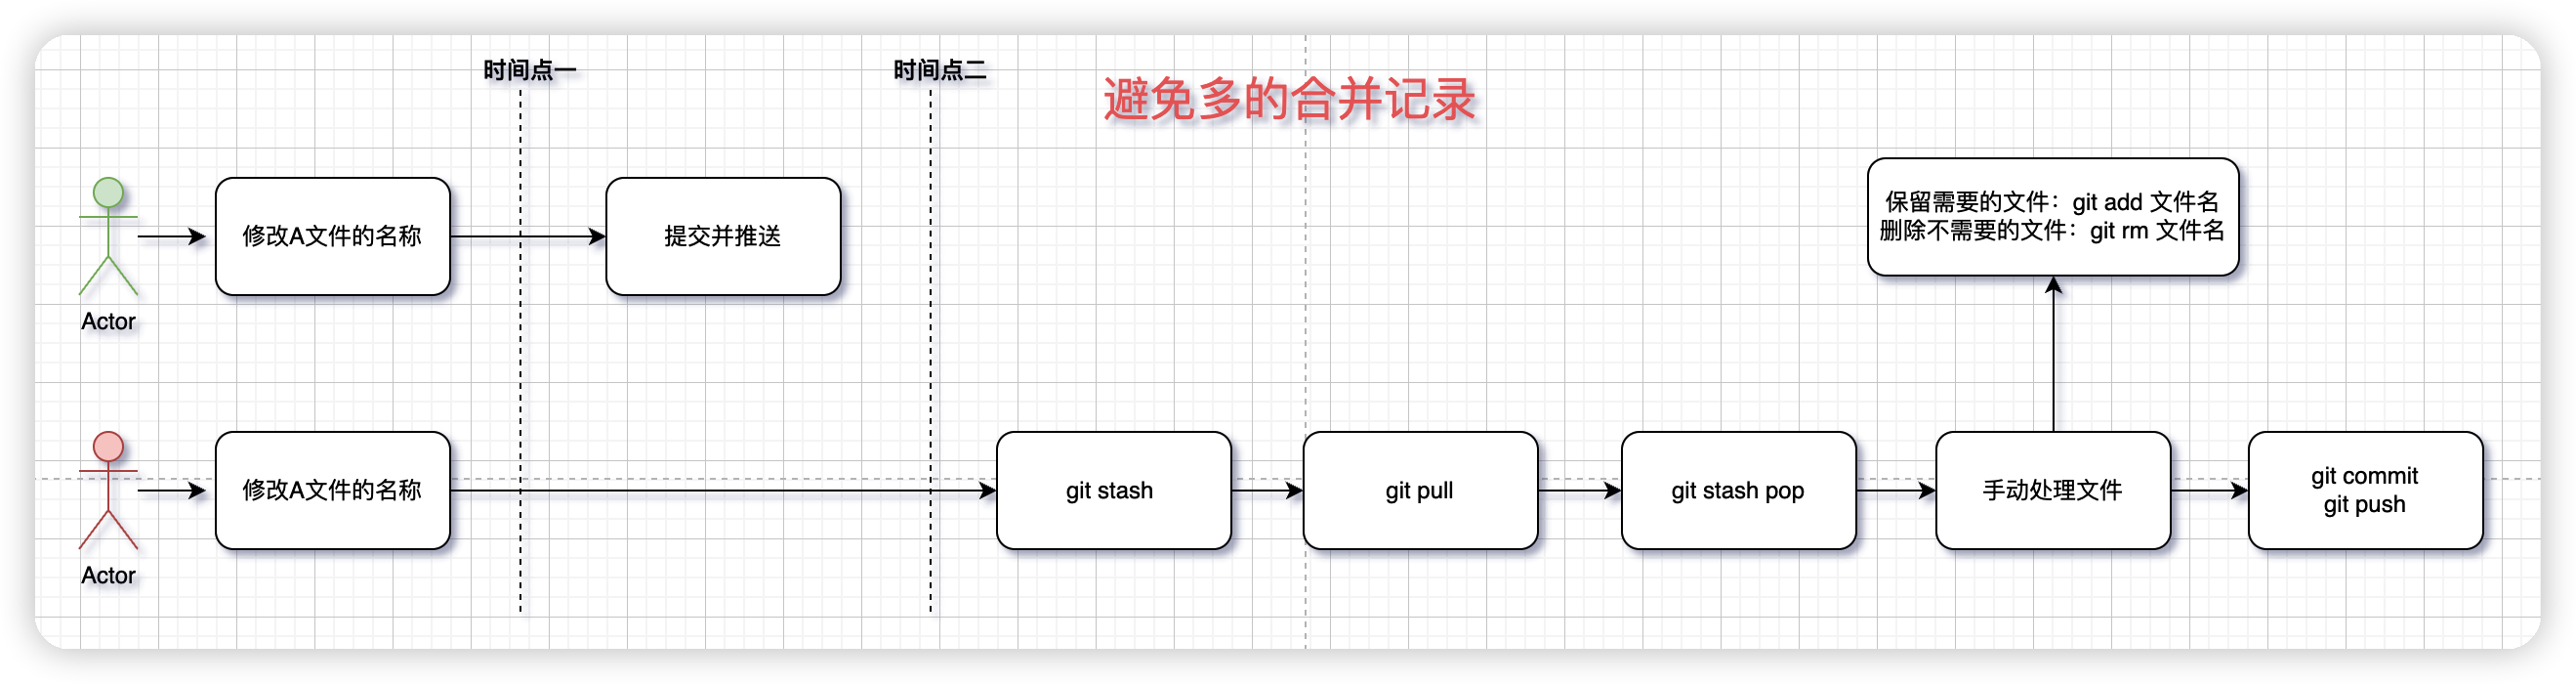 时间点一
时间点二
避免多的合并记录
修改A文件的名称
提交并推送
保留需要的文件：git add 文件名
删除不需要的文件：git rm 文件名
Actor
修改A文件的名称
git stash
git pull
git stash pop
手动处理文件
git commit
git push
Actor